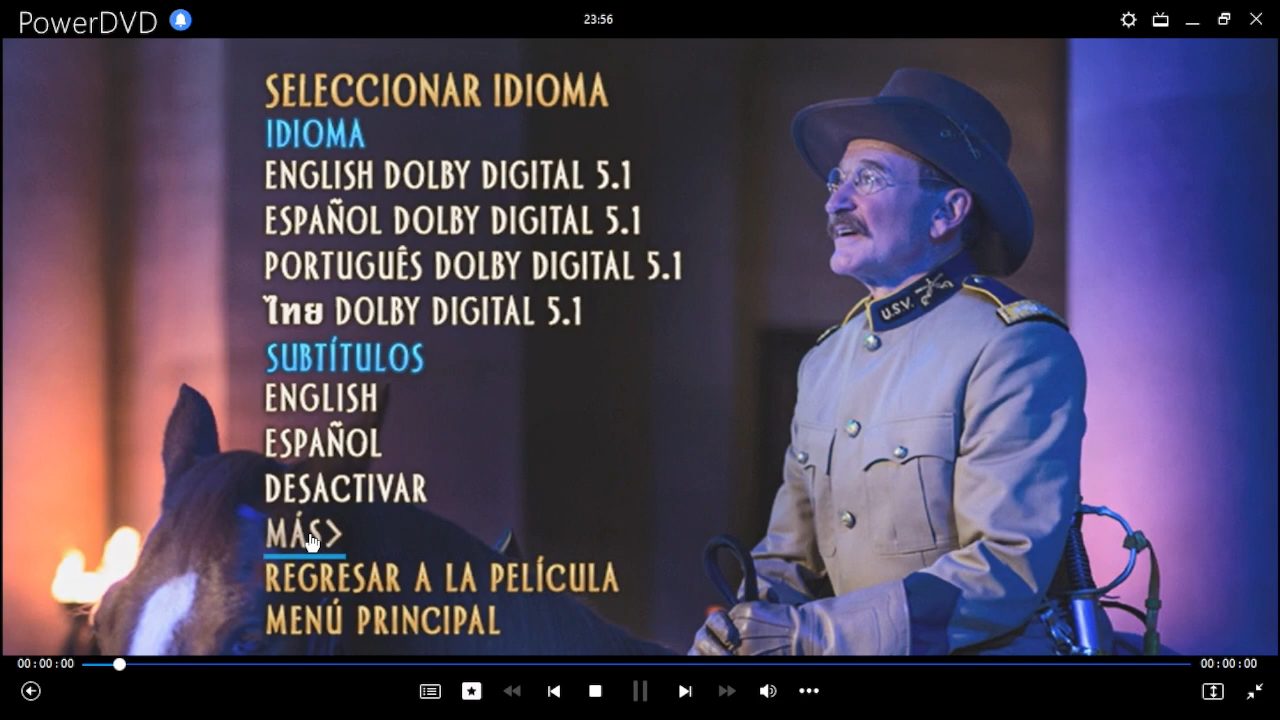 PowerDVD
23:56
SELECCIONAR IDIOMA
IDIOMA
ENGLISH DOLBY DIGITAL 5.1
ESPAÑOL DOLBY DIGITAL 5.1
PORTUGUÊS DOLBY DIGITAL 5.1
ไทย DOLBY DIGITAL 5.1
U.S.V.
SUBTÍTULOS
ENGLISH
ESPAÑOL
DESACTIVAR
MÁS>
REGRESAR A LA PELÍCULA
MENÚ PRINCIPAL
00:00:00
00:00:00